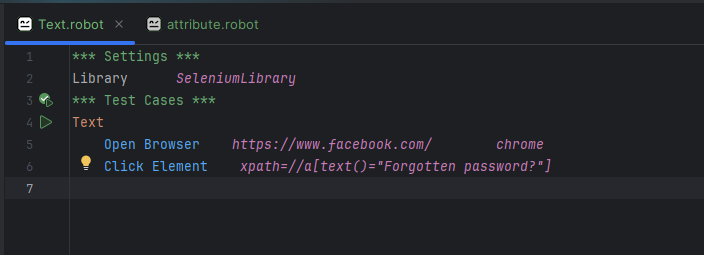 Text.robot × attribute.robot
1 *** Settings ***
2 Library SeleniumLibrary
3 *** Test Cases ***
4 Text
5 Open Browser https://www.facebook.com/ chrome
6 Click Element xpath=//a[text()="Forgotten password?"]
7